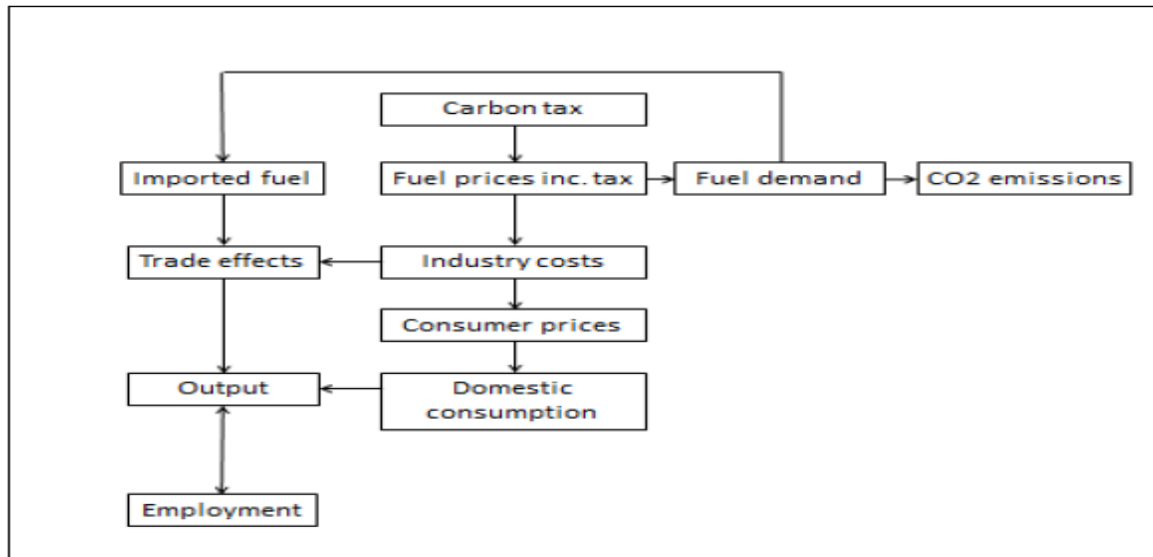 Carbon tax
Imported fuel
Fuel prices inc. tax
Fuel demand
CO2 emissions
Trade effects
Industry costs
Consumer prices
Output
Domestic
consumption
Employment